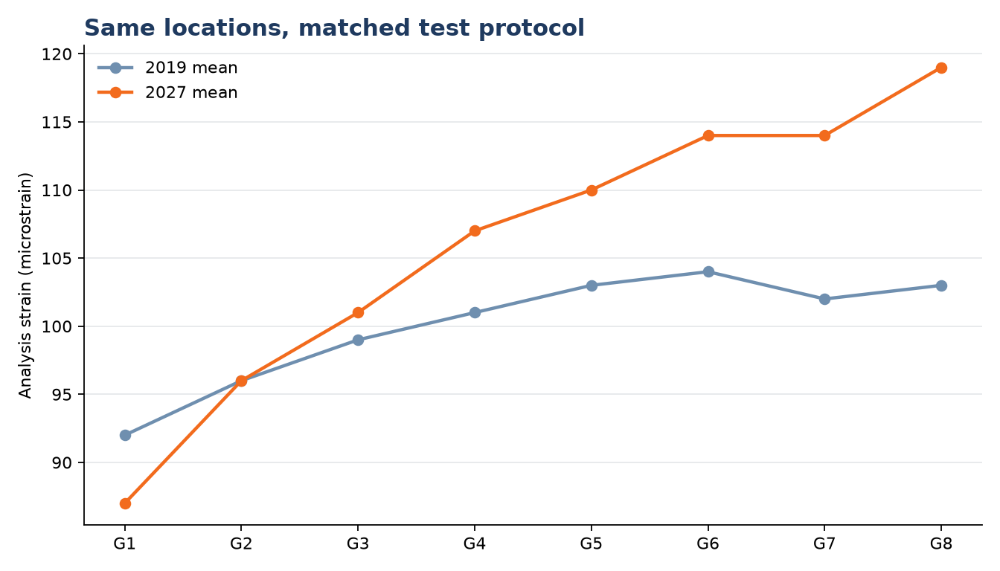 Same locations, matched test protocol
2019 mean
2027 mean
Analysis strain (microstrain)
120
115
110
105
100
95
90
G1 G2 G3 G4 G5 G6 G7 G8